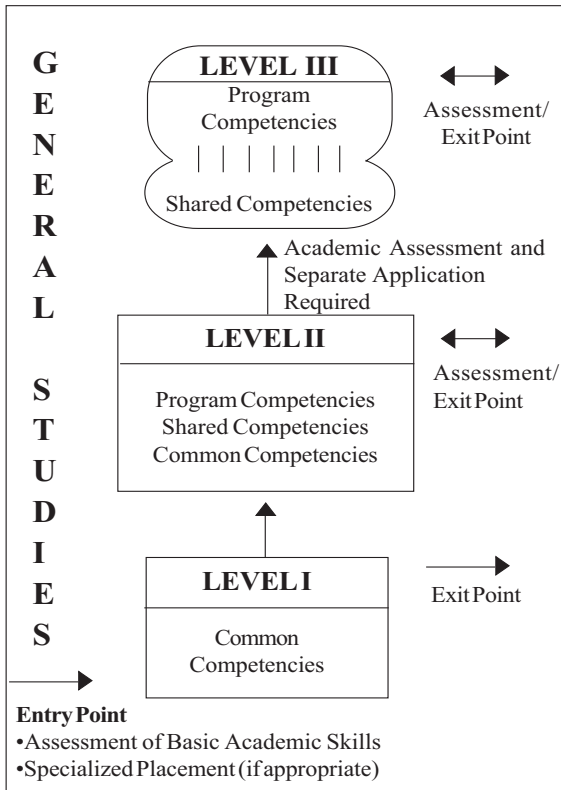 GENERAL STUDIES
LEVEL III
Program
Competencies
Shared Competencies
Assessment/
Exit Point
Academic Assessment and
Separate Application
Required
LEVEL II
Program Competencies
Shared Competencies
Common Competencies
Assessment/
Exit Point
LEVEL I
Common
Competencies
Exit Point
Entry Point
•Assessment of Basic Academic Skills
•Specialized Placement (if appropriate)